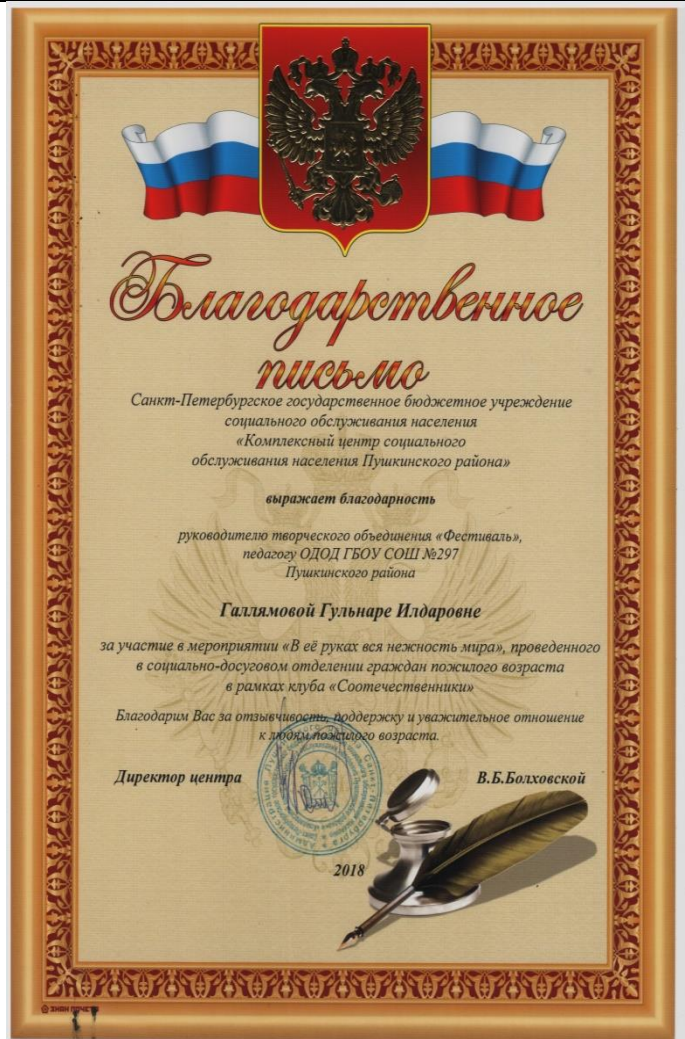 Благодарственное
письмо
Санкт-Петербургское государственное бюджетное учреждение
социального обслуживания населения
«Комплексный центр социального
обслуживания населения Пушкинского района»
выражает благодарность
руководителю творческого объединения «Фестиваль»,
педагогу ОДОД ГБОУ СОШ №297
Пушкинского района
Галлямовой Гульнаре Илдаровне
за участие в мероприятии «В её руках вся нежность мира», проведенного
в социально-досуговом отделении граждан пожилого возраста
в рамках клуба «Соотечественники»
Благодарим Вас за отзывчивость, поддержку и уважительное отношение
к людям пожилого возраста.
Директор центра
В.Б.Болховской
2018
ЗНАК ПОЧЕТА